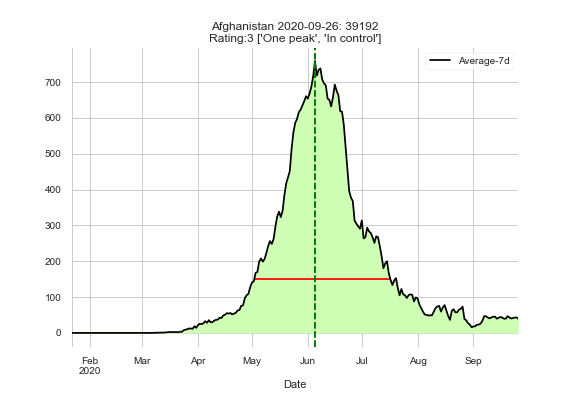 Afghanistan 2020-09-26: 39192
Rating:3 ['One peak', 'In control']
Average-7d
700
600
500
400
300
200
100
0
Feb Mar Apr May Jun Jul Aug Sep
2020
Date